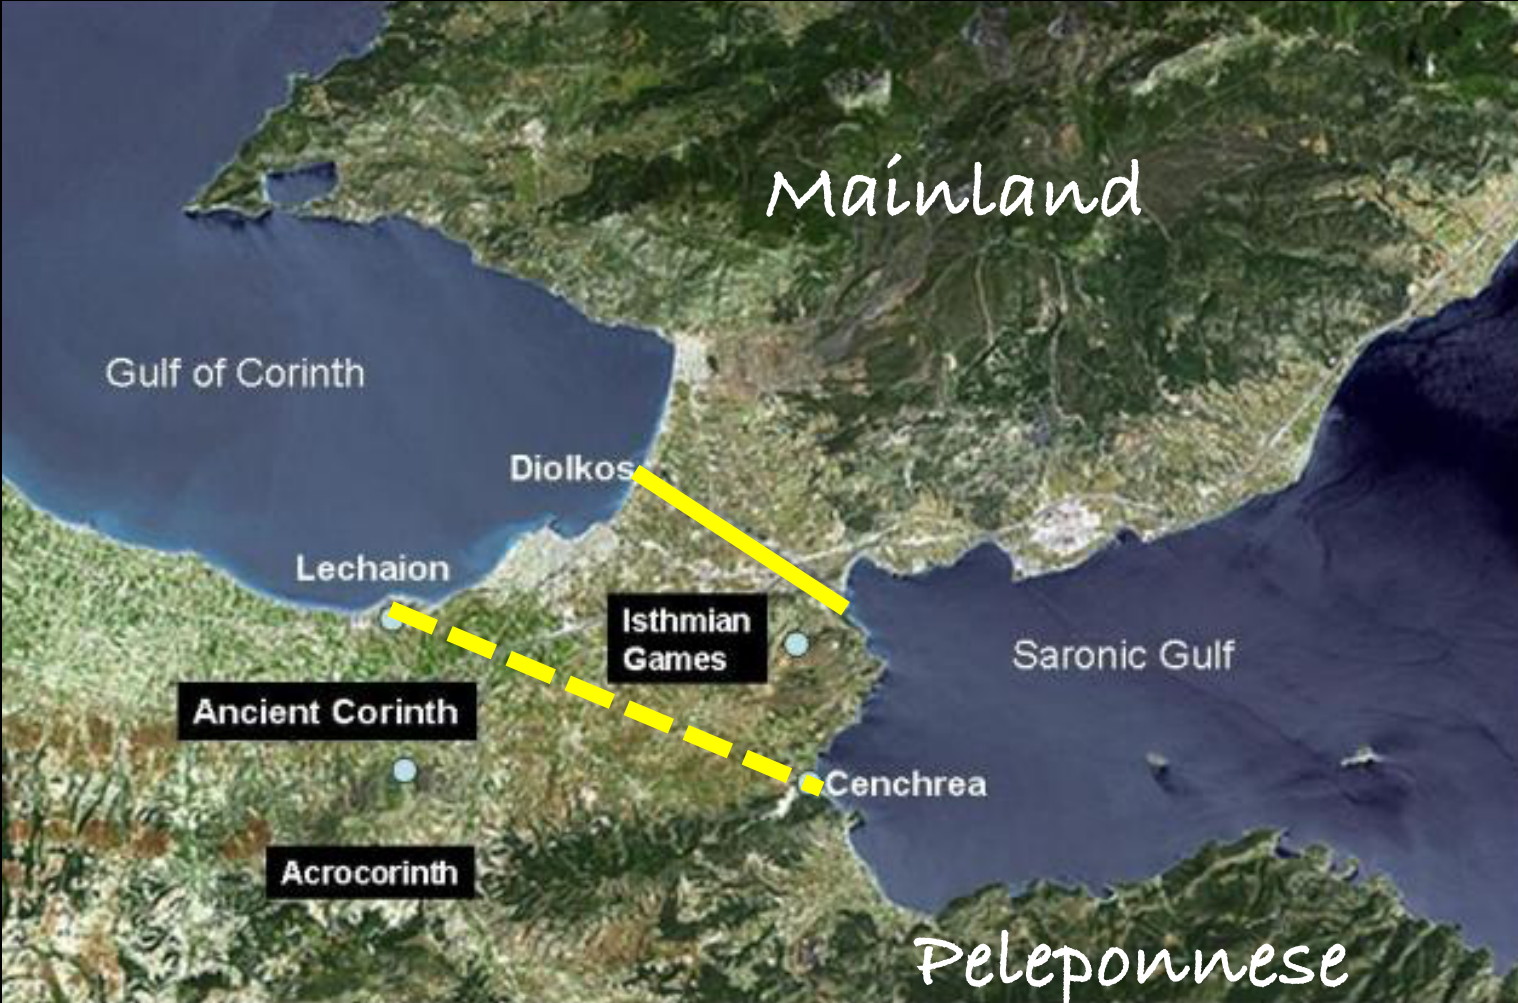 Mainland
Gulf of Corinth
Diolkos
Lechaion
Isthmian
Games
Saronic Gulf
Ancient Corinth
Cenchrea
Acrocorinth
Peleponnese